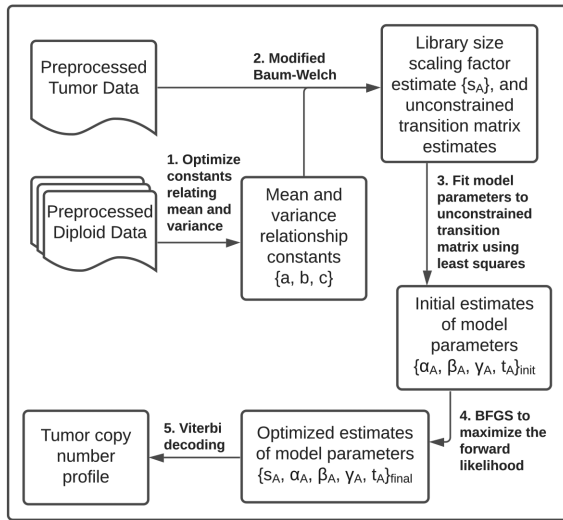 Preprocessed
Tumor Data
2. Modified
Baum-Welch
Library size
scaling factor
estimate {sA}, and
unconstrained
transition matrix
estimates
1. Optimize
constants
relating
mean and
variance
Preprocessed
Diploid Data
Mean and
variance
relationship
constants
{a, b, c}
3. Fit model
parameters to
unconstrained
transition
matrix using
least squares
Initial estimates
of model
parameters
{αA, βA, γA, tA}init
4. BFGS to
maximize the
forward
likelihood
Optimized estimates
of model parameters
{sA, αA, βA, γA, tA}final
5. Viterbi
decoding
Tumor copy
number
profile